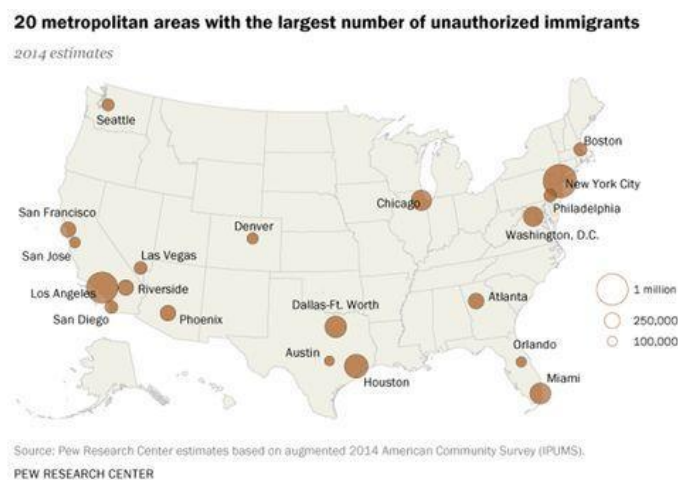 20 metropolitan areas with the largest number of unauthorized immigrants
2014 estimates
Seattle
Boston
New York City
Chicago
Philadelphia
San Francisco
Denver
Washington, D.C.
San Jose
Las Vegas
Los Angeles
Riverside
1 million
Dallas-Ft. Worth
Atlanta
San Diego
Phoenix
250,000
100,000
Austin
Orlando
Houston
Miami
Source: Pew Research Center estimates based on augmented 2014 American Community Survey (IPUMS).
PEW RESEARCH CENTER